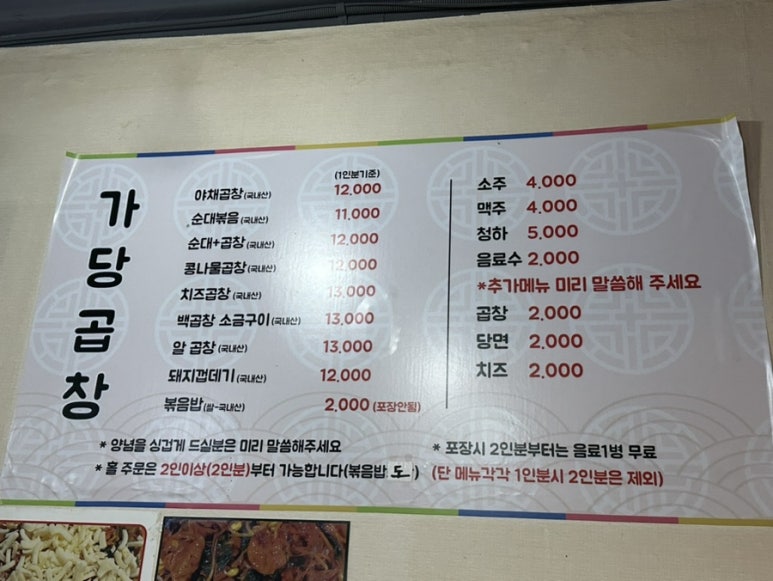 가당곱창
(1인분기준)
야채곱창(국내산) 12,000
순대볶음(국내산) 11,000
순대+곱창(국내산) 12,000
콩나물곱창(국내산) 12,000
치즈곱창(국내산) 13,000
백곱창 소금구이(국내산) 13,000
알 곱창(국내산) 13,000
돼지껍데기(국내산) 12,000
볶음밥(쌀-국내산) 2,000 (포장안됨)
소주 4.000
맥주 4.000
청하 5.000
음료수 2,000
*추가메뉴 미리 말씀해 주세요
곱창 2.000
당면 2.000
치즈 2.000
* 양념을 싱겁게 드실분은 미리 말씀해주세요
* 홀 주문은 2인이상(2인분)부터 가능합니다(볶음밥 도)
* 포장시 2인분부터는 음료1병 무료
(단 메뉴각각 1인분시 2인분은 제외)